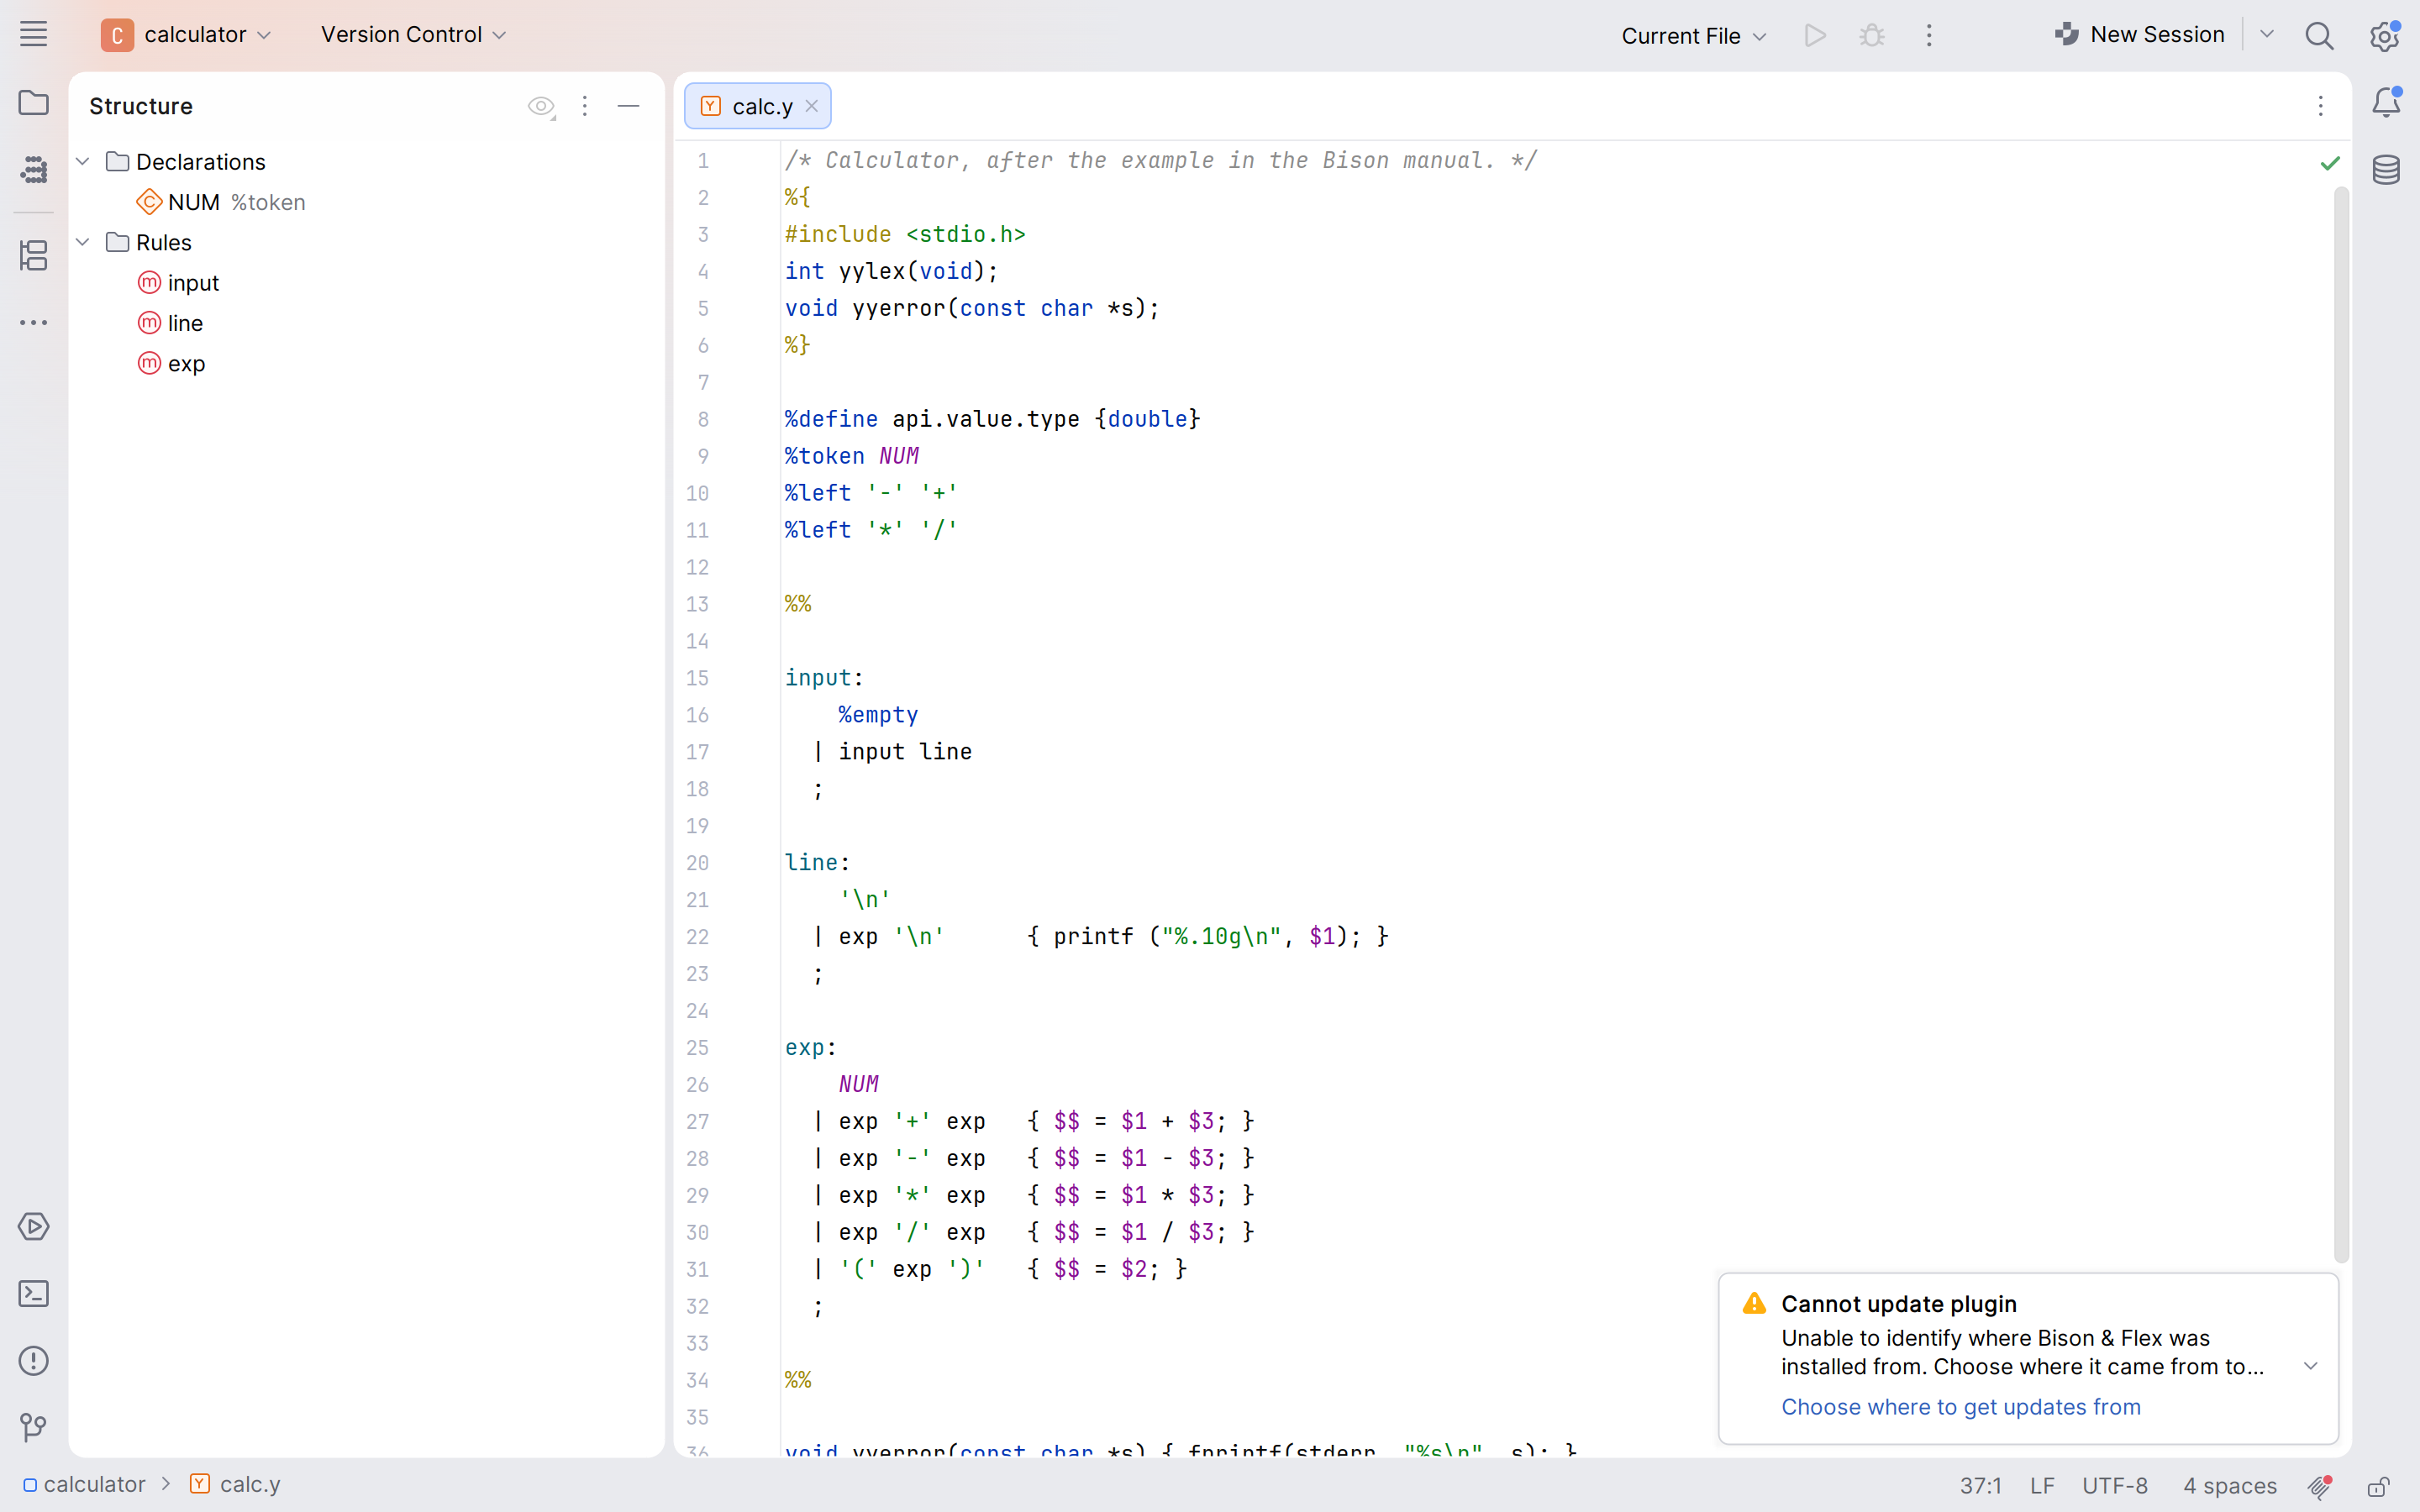 C calculator Version Control Current File New Session
Structure
Declarations
NUM %token
Rules
input
line
exp
calc.y
1 /* Calculator, after the example in the Bison manual. */
2 %{
3 #include <stdio.h>
4 int yylex(void);
5 void yyerror(const char *s);
6 %}
7
8 %define api.value.type {double}
9 %token NUM
10 %left '-' '+'
11 %left '*' '/'
12
13 %%
14
15 input:
16 %empty
17 | input line
18 ;
19
20 line:
21 '\n'
22 | exp '\n' { printf ("%.10g\n", $1); }
23 ;
24
25 exp:
26 NUM
27 | exp '+' exp { $$ = $1 + $3; }
28 | exp '-' exp { $$ = $1 - $3; }
29 | exp '*' exp { $$ = $1 * $3; }
30 | exp '/' exp { $$ = $1 / $3; }
31 | '(' exp ')' { $$ = $2; }
32 ;
33
34 %%
35
36 void yyerror(const char *s) { fprintf(stderr, "%s\n", s); }
Cannot update plugin
Unable to identify where Bison & Flex was
installed from. Choose where it came from to...
Choose where to get updates from
calculator > calc.y 37:1 LF UTF-8 4 spaces